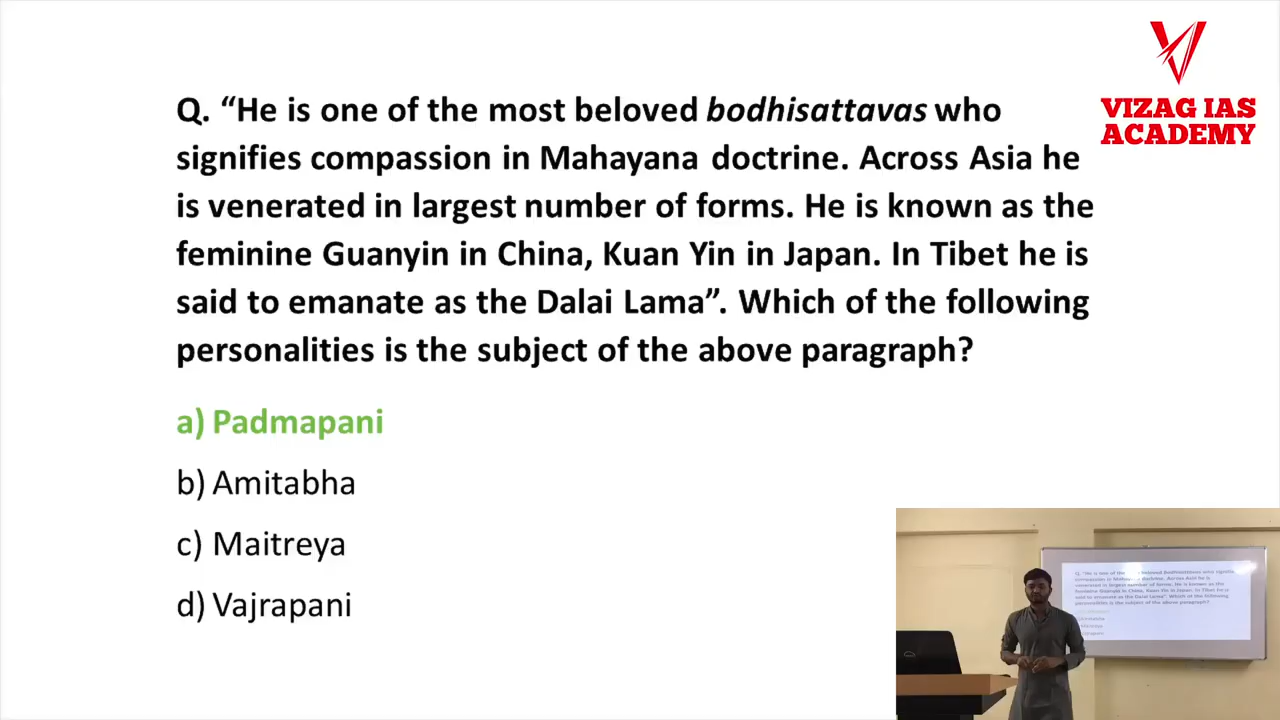 VIZAG IAS
ACADEMY
Q. “He is one of the most beloved bodhisattavas who
signifies compassion in Mahayana doctrine. Across Asia he
is venerated in largest number of forms. He is known as the
feminine Guanyin in China, Kuan Yin in Japan. In Tibet he is
said to emanate as the Dalai Lama”. Which of the following
personalities is the subject of the above paragraph?
a) Padmapani
b) Amitabha
c) Maitreya
d) Vajrapani